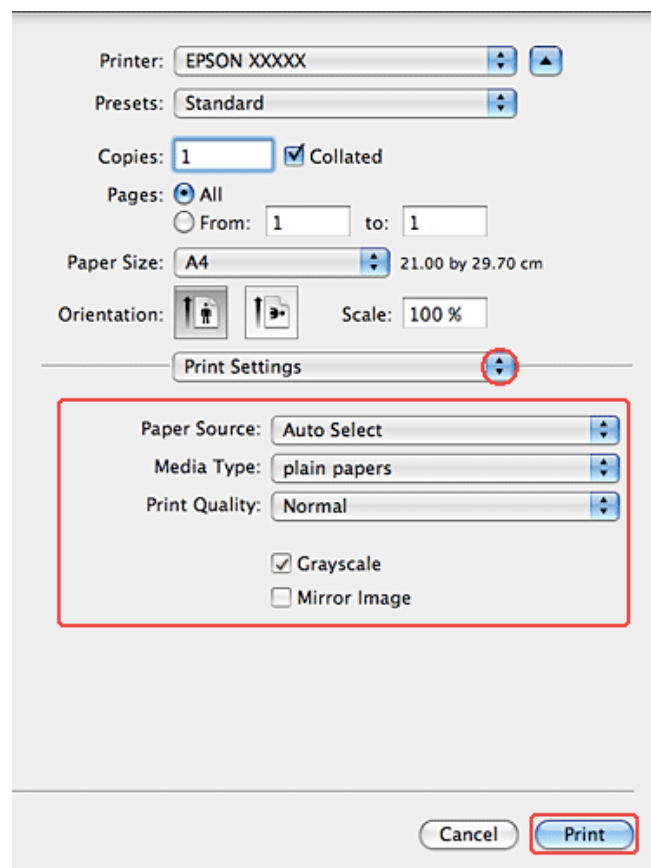 Printer: EPSON XXXXX
Presets: Standard
Copies: 1 Collated
Pages: All
From: 1 to: 1
Paper Size: A4 21.00 by 29.70 cm
Orientation: Scale: 100 %
Print Settings
Paper Source: Auto Select
Media Type: plain papers
Print Quality: Normal
Grayscale
Mirror Image
Cancel Print